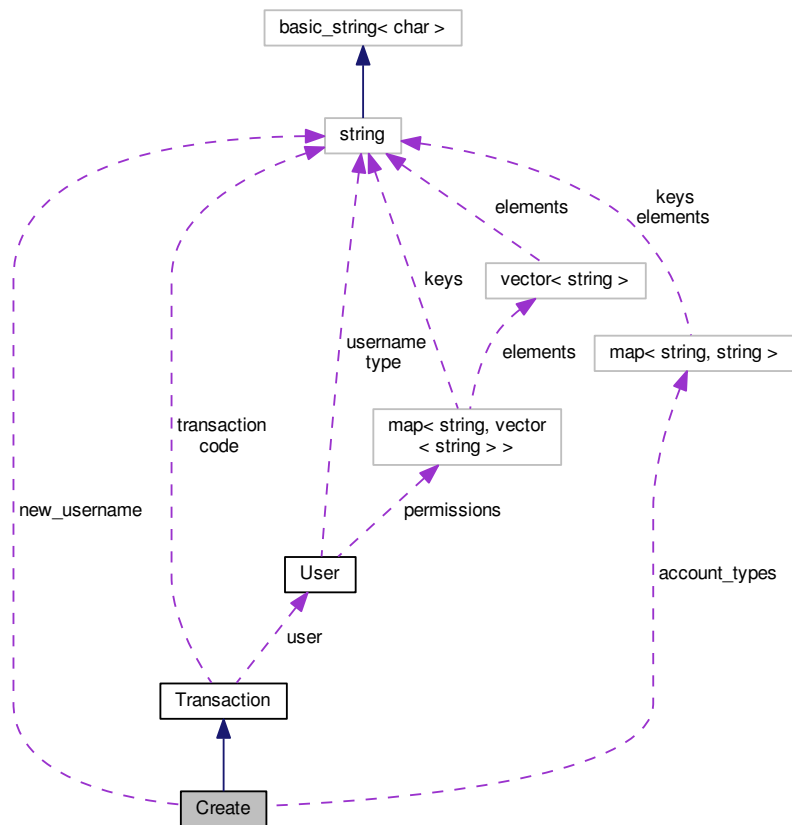 basic_string< char >
string
keys
elements
elements
keys
vector< string >
username
type
elements
map< string, string >
transaction
code
map< string, vector
< string > >
new_username
permissions
User
account_types
user
Transaction
Create